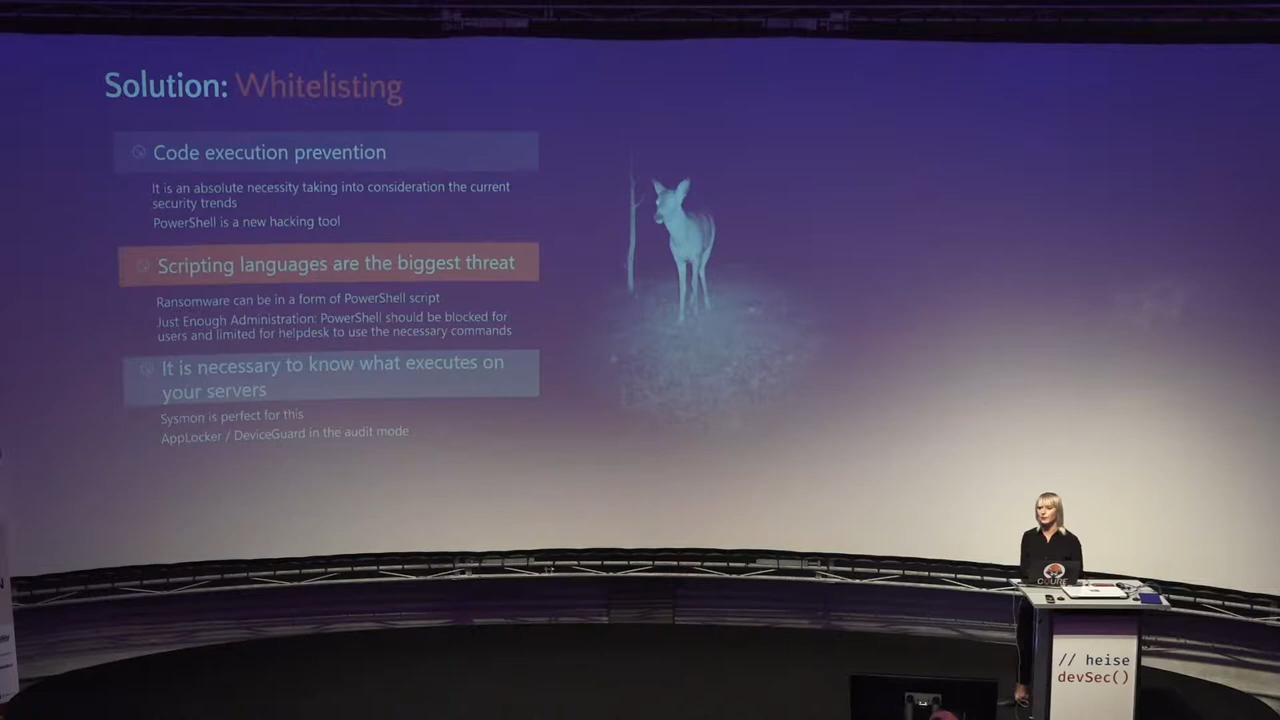 Solution: Whitelisting
Code execution prevention
It is an absolute necessity taking into consideration the current
security trends
PowerShell is a new hacking tool
Scripting languages are the biggest threat
Ransomware can be in a form of PowerShell script
Just Enough Administration: PowerShell should be blocked for
users and limited for helpdesk to use the necessary commands
It is necessary to know what executes on
your servers
Sysmon is perfect for this
AppLocker / DeviceGuard in the audit mode
CQURE
// heise
devSec()